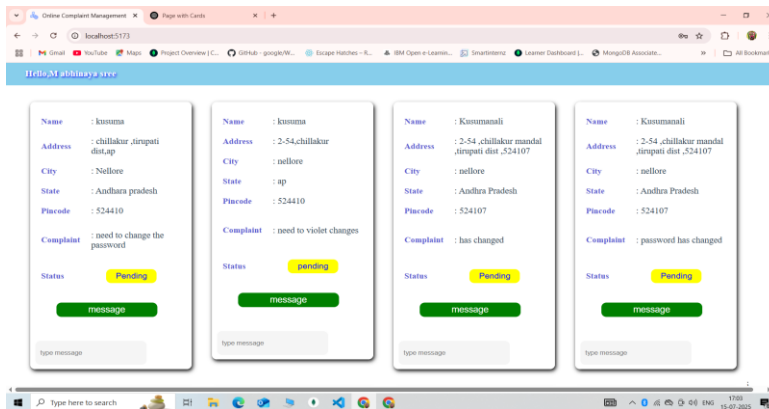 Online Complaint Management
Page with Cards
localhost:5173
Gmail
YouTube
Maps
Project Overview | C...
GitHub - google/W...
Escape Hatches – R...
IBM Open e-Learnin...
Smartinternz
Learner Dashboard |...
MongoDB Associate...
All Bookmarks
Hello,M abhinaya sree
Name : kusuma
Address : chillakur ,tirupati
dist,ap
City : Nellore
State : Andhara pradesh
Pincode : 524410
Complaint : need to change the
password
Status Pending
message
type message
Name : kusuma
Address : 2-54,chillakur
City : nellore
State : ap
Pincode : 524410
Complaint : need to violet changes
Status pending
message
type message
Name : Kusumanali
Address : 2-54 ,chillakur mandal
,tirupati dist ,524107
City : nellore
State : Andhra Pradesh
Pincode : 524107
Complaint : has changed
Status Pending
message
type message
Name : Kusumanali
Address : 2-54 ,chillakur mandal
,tirupati dist ,524107
City : nellore
State : Andhra Pradesh
Pincode : 524107
Complaint : password has changed
Status Pending
message
type message
Type here to search
ENG
17:03
15-07-2025